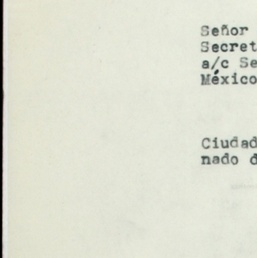 Señor
Secret
a/c Se
México
Ciudad
nado d